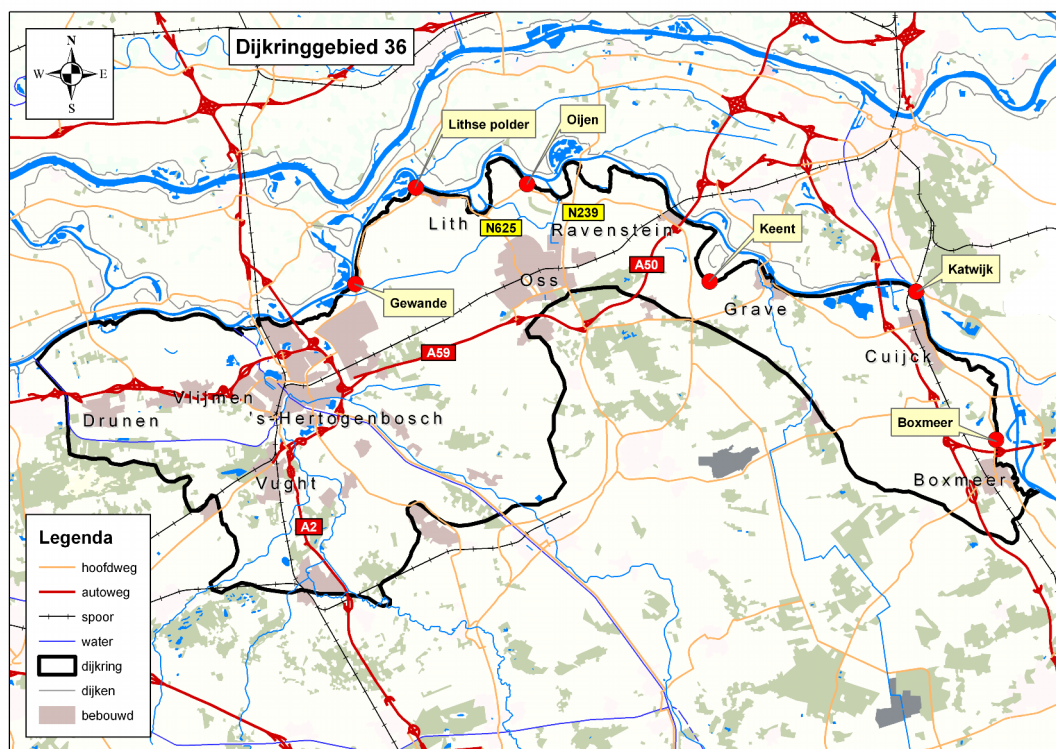 Dijkringgebied 36
N
W E
S
Lithse polder
Oijen
Lith
N625
N239
Ravenstein
Keent
A50
Oss
Katwijk
Gewande
Grave
A59
Cuijck
Vlijmen
Drunen
's-Hertogenbosch
Boxmeer
Vught
Boxmeer
A2
Legenda
hoofdweg
autoweg
spoor
water
dijkring
dijken
bebouwd